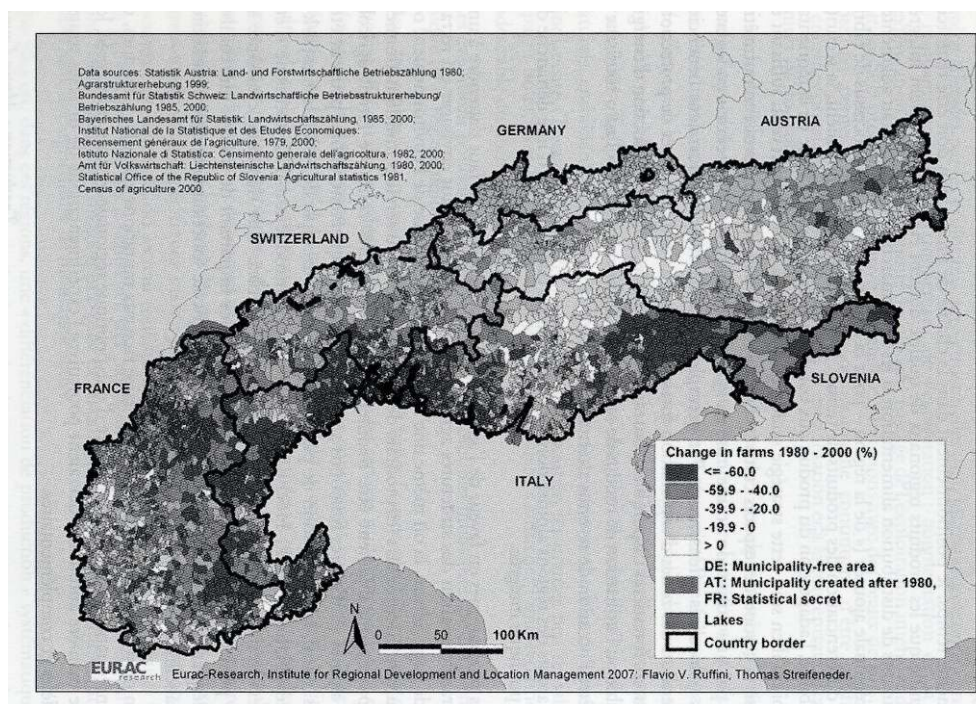 Data sources: Statistik Austria: Land- und Forstwirtschaftliche Betriebszählung 1980;
Agrarstrukturerhebung 1999;
Bundesamt für Statistik Schweiz: Landwirtschaftliche Betriebsstrukturerhebung/
Betriebszählung 1985, 2000;
Bayerisches Landesamt für Statistik: Landwirtschaftszählung, 1985, 2000;
Institut National de la Statistique et des Etudes Economiques:
Recensement généraux de l'agriculture, 1979, 2000;
Istituto Nazionale di Statistica: Censimento generale dell'agricoltura, 1982, 2000;
Amt für Volkswirtschaft: Liechtensteinische Landwirtschaftszählung, 1980, 2000;
Statistical Office of the Republic of Slovenia: Agricultural statistics 1981,
Census of agriculture 2000.
GERMANY
AUSTRIA
SWITZERLAND
FRANCE
SLOVENIA
ITALY
Change in farms 1980 - 2000 (%)
<= -60.0
-59.9 - -40.0
-39.9 - -20.0
-19.9 - 0
> 0
DE: Municipality-free area
AT: Municipality created after 1980,
FR: Statistical secret
Lakes
Country border
N
0 50 100 Km
EURAC
research
Eurac-Research, Institute for Regional Development and Location Management 2007: Flavio V. Ruffini, Thomas Streifeneder.